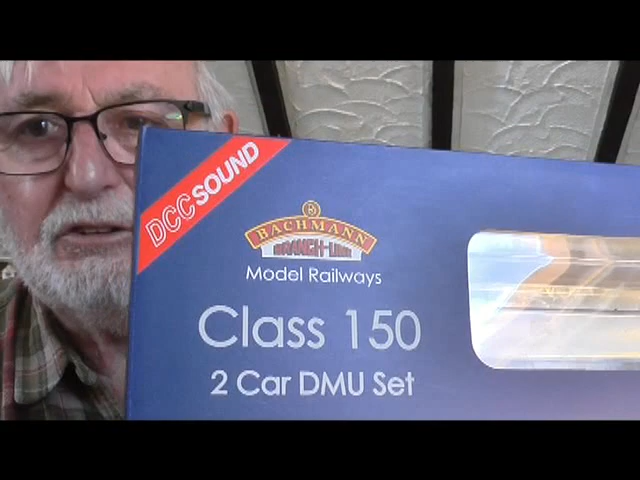 DCC SOUND
BACHMANN
BRANCH-LINE
Model Railways
Class 150
2 Car DMU Set